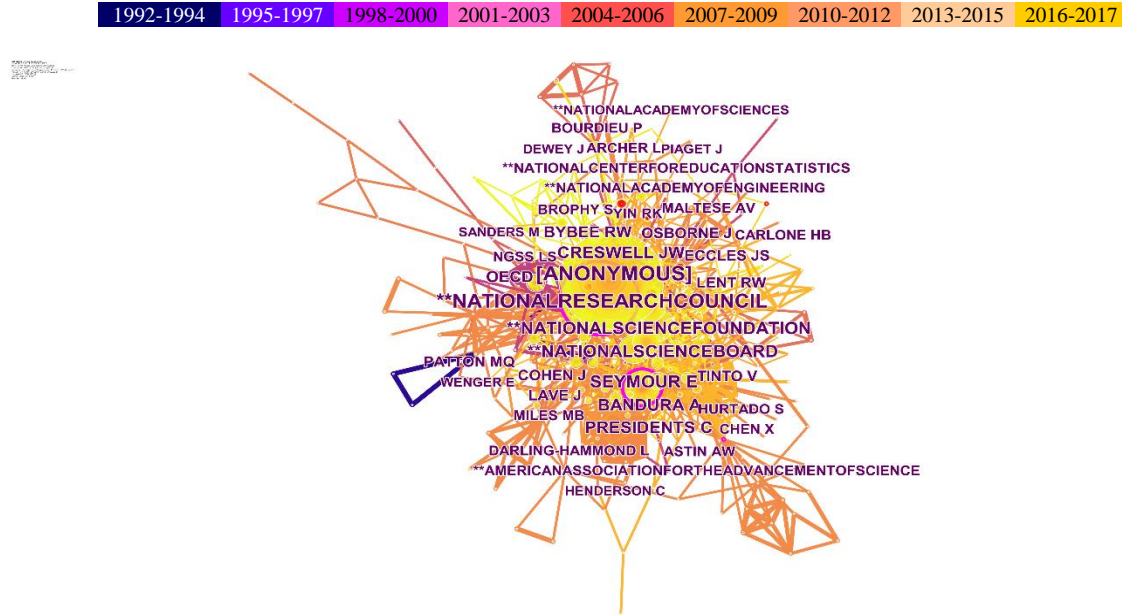 1992-1994 1995-1997 1998-2000 2001-2003 2004-2006 2007-2009 2010-2012 2013-2015 2016-2017
**NATIONALACADEMYOFSCIENCES
BOURDIEU P
DEWEY J ARCHER L PIAGET J
**NATIONALCENTERFOREDUCATIONSTATISTICS
**NATIONALACADEMYOFENGINEERING
BROPHY S YIN RK MALTESE AV
SANDERS M BYBEE RW OSBORNE J CARLONE HB
NGSS LS CRESWELL JW ECCLES JS
OECD [ANONYMOUS] LENT RW
**NATIONALRESEARCHCOUNCIL
**NATIONALSCIENCEFOUNDATION
**NATIONALSCIENCEBOARD
PATTON MQ
WENGER E COHEN J SEYMOUR E TINTO V
LAVE J BANDURA A HURTADO S
MILES MB PRESIDENTS C CHEN X
DARLING-HAMMOND L ASTIN AW
**AMERICANASSOCIATIONFORTHEADVANCEMENTOFSCIENCE
HENDERSON C